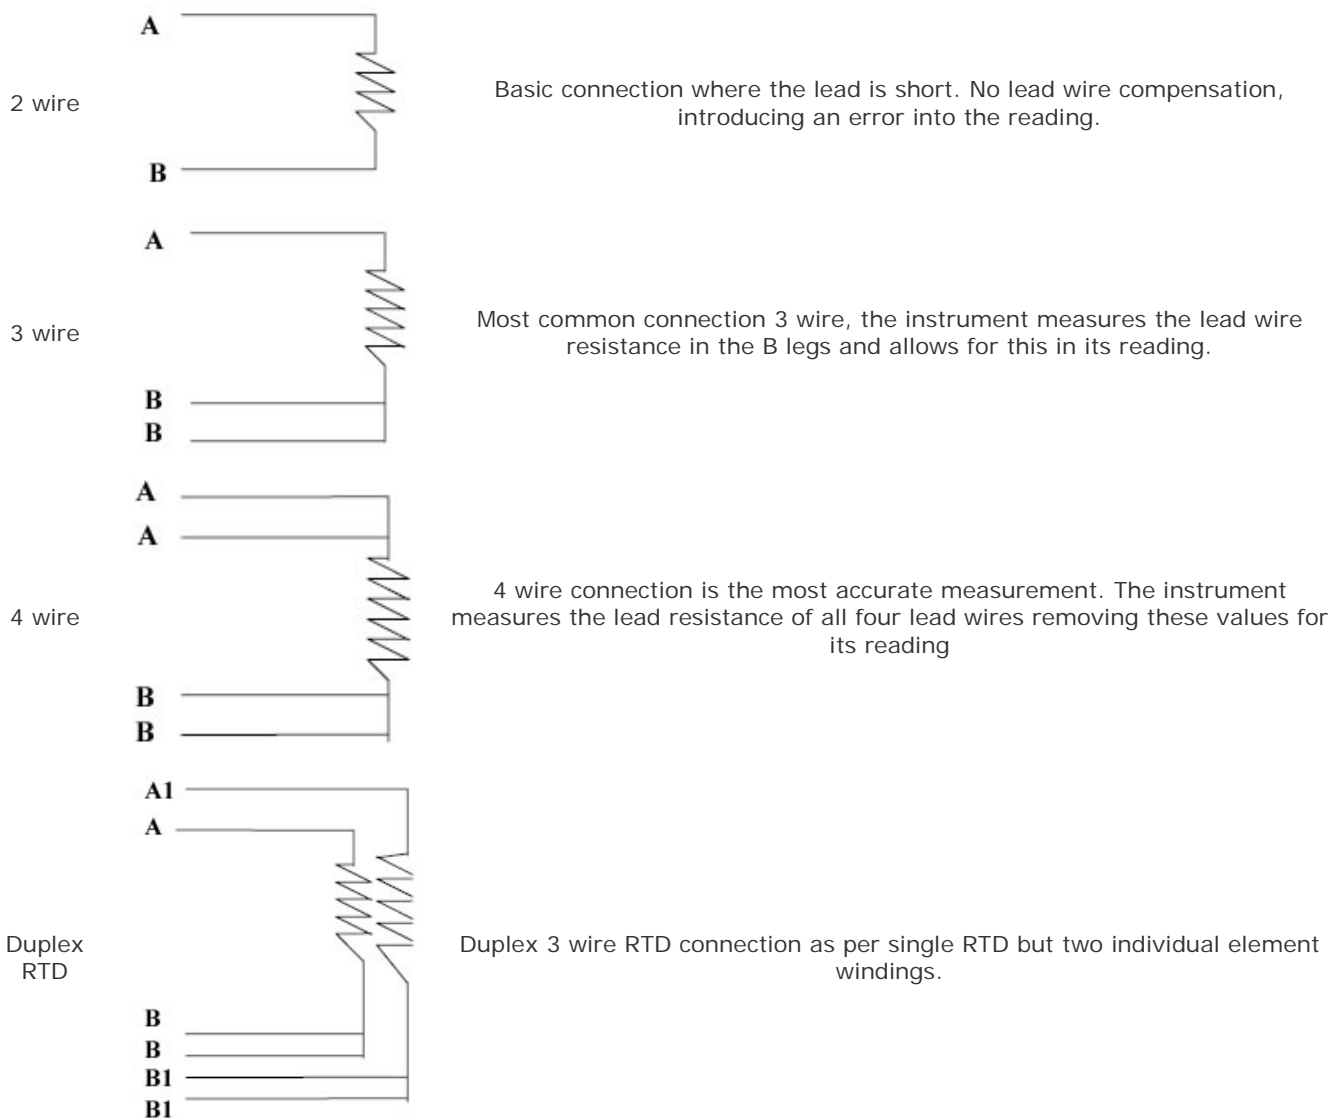 A
2 wire
Basic connection where the lead is short. No lead wire compensation,
introducing an error into the reading.
B
A
3 wire
Most common connection 3 wire, the instrument measures the lead wire
resistance in the B legs and allows for this in its reading.
B
B
A
A
4 wire
4 wire connection is the most accurate measurement. The instrument
measures the lead resistance of all four lead wires removing these values for
its reading
B
B
A1
A
Duplex
RTD
Duplex 3 wire RTD connection as per single RTD but two individual element
windings.
B
B
B1
B1